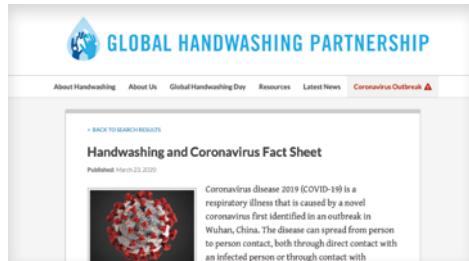 GLOBAL HANDWASHING PARTNERSHIP
About Handwashing About Us Global Handwashing Day Resources Latest News Coronavirus Outbreak
« BACK TO SEARCH RESULTS
Handwashing and Coronavirus Fact Sheet
Published: March 23, 2020
Coronavirus disease 2019 (COVID-19) is a
respiratory illness that is caused by a novel
coronavirus first identified in an outbreak in
Wuhan, China. The disease can spread from person
to person contact, both through direct contact with
an infected person or through contact with